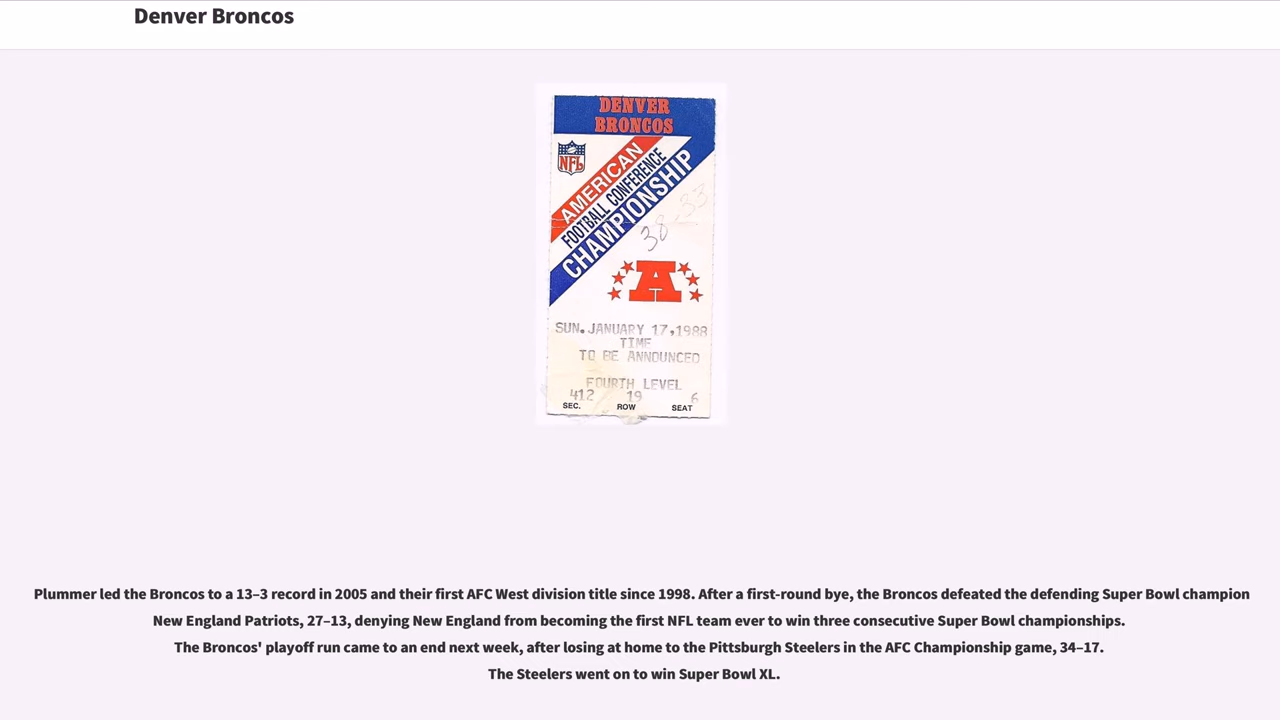 Denver Broncos
DENVER
BRONCOS
NFL
AMERICAN
FOOTBALL CONFERENCE
CHAMPIONSHIP
38-33
A
SUN. JANUARY 17,1988
TIME
TO BE ANNOUNCED
FOURTH LEVEL
412 19 6
SEC. ROW SEAT
Plummer led the Broncos to a 13–3 record in 2005 and their first AFC West division title since 1998. After a first-round bye, the Broncos defeated the defending Super Bowl champion
New England Patriots, 27–13, denying New England from becoming the first NFL team ever to win three consecutive Super Bowl championships.
The Broncos' playoff run came to an end next week, after losing at home to the Pittsburgh Steelers in the AFC Championship game, 34–17.
The Steelers went on to win Super Bowl XL.